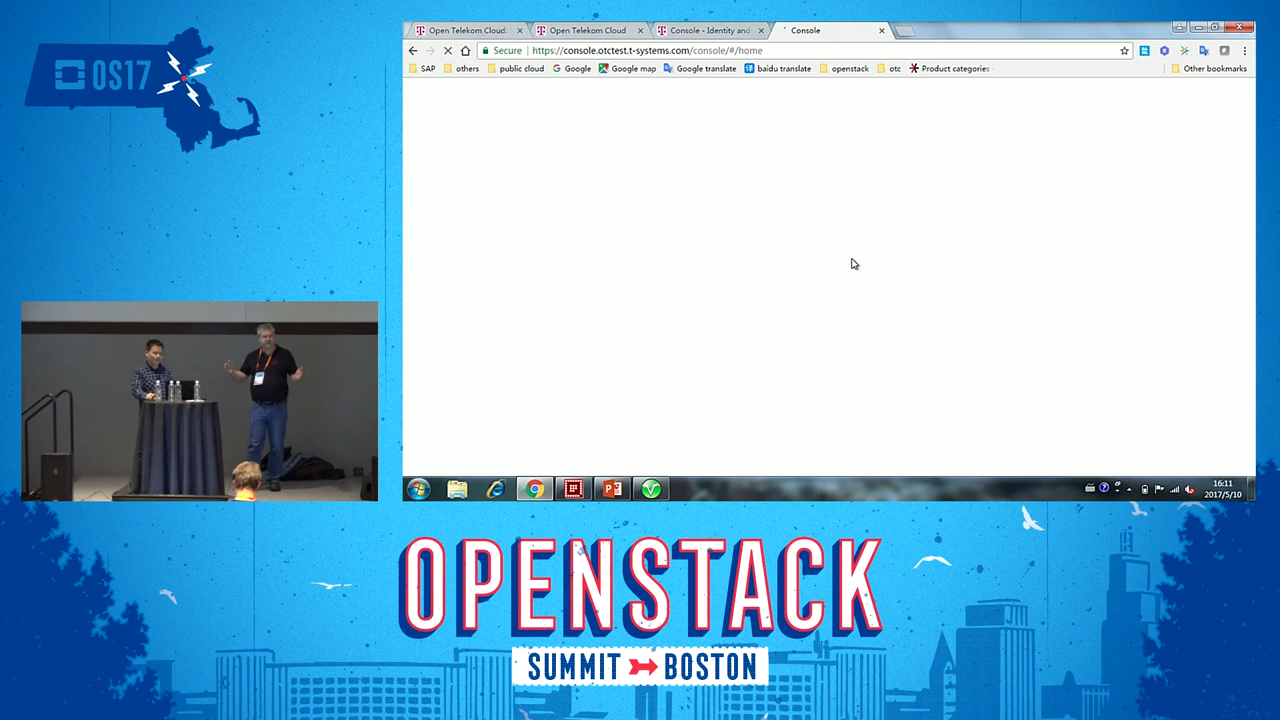 OS17
Open Telekom Cloud:
Open Telekom Cloud
Console - Identity and
Console
Secure
https://console.otctest.t-systems.com/console/#/home
SAP
others
public cloud
Google
Google map
Google translate
baidu translate
openstack
otc
Product categories
Other bookmarks
16:11
2017/5/10
OPENSTACK
SUMMIT BOSTON